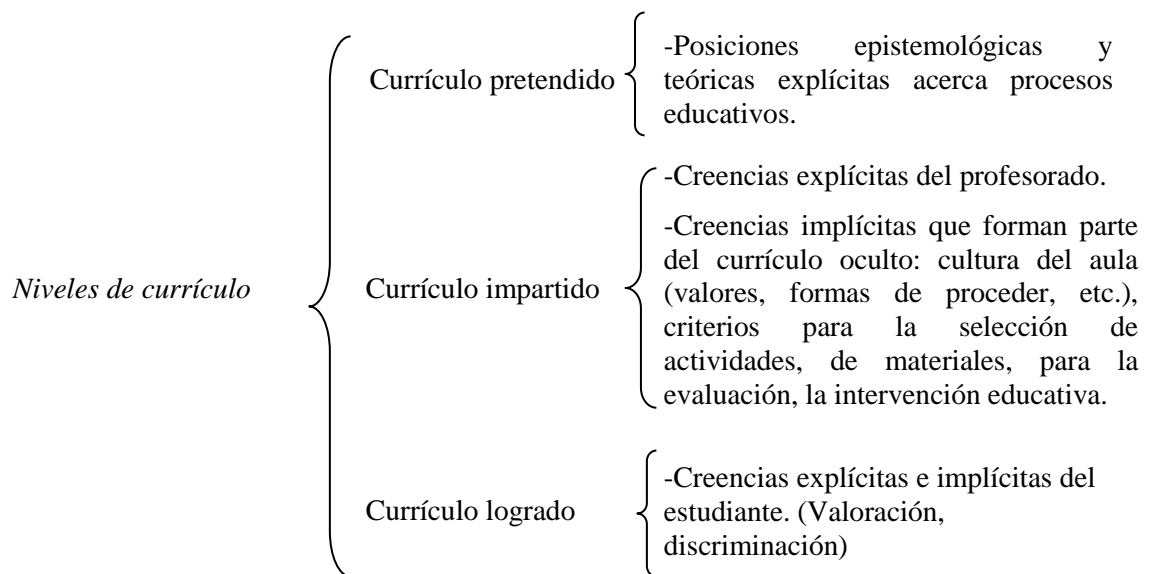 Niveles de currículo
Currículo pretendido
-Posiciones epistemológicas y
teóricas explícitas acerca procesos
educativos.
Currículo impartido
-Creencias explícitas del profesorado.
-Creencias implícitas que forman parte
del currículo oculto: cultura del aula
(valores, formas de proceder, etc.),
criterios para la selección de
actividades, de materiales, para la
evaluación, la intervención educativa.
Currículo logrado
-Creencias explícitas e implícitas del
estudiante. (Valoración,
discriminación)